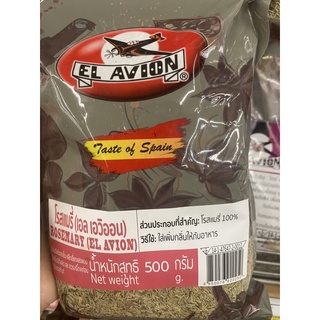 EL AVION
®
Taste of Spain
โรสแมรี่ (เอล เอวิออน)
ROSEMARY (EL AVION)
ส่วนประกอบที่สำคัญ: โรสแมรี่ 100%
วิธีใช้: ใส่เพิ่มกลิ่นให้กับอาหาร
น้ำหนักสุทธิ 500 กรัม
Net weight g.
AVION